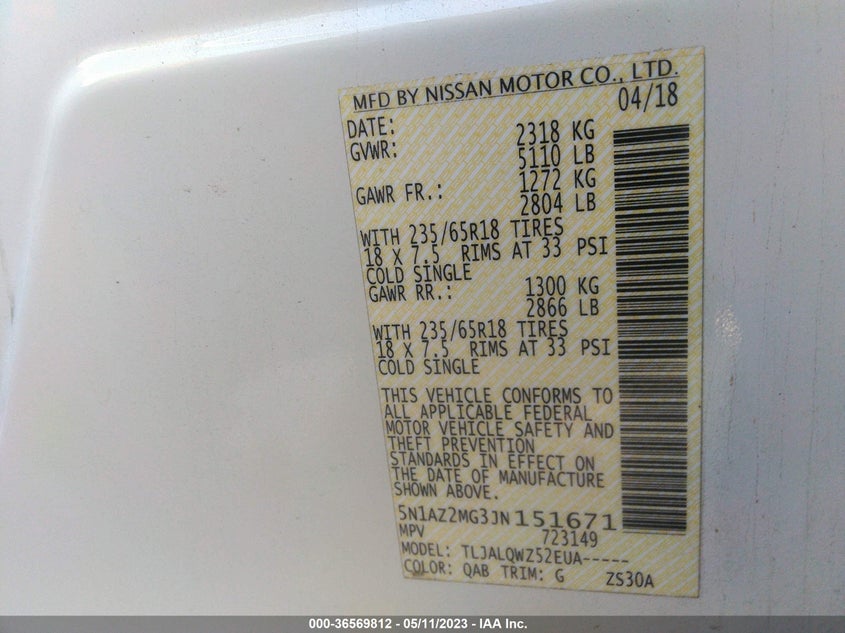 MFD BY NISSAN MOTOR CO., LTD.
DATE: 04/18
GVWR: 2318 KG
5110 LB
GAWR FR.: 1272 KG
2804 LB
WITH 235/65R18 TIRES
18 X 7.5 RIMS AT 33 PSI
COLD SINGLE
GAWR RR.: 1300 KG
2866 LB
WITH 235/65R18 TIRES
18 X 7.5 RIMS AT 33 PSI
COLD SINGLE
THIS VEHICLE CONFORMS TO
ALL APPLICABLE FEDERAL
MOTOR VEHICLE SAFETY AND
THEFT PREVENTION
STANDARDS IN EFFECT ON
THE DATE OF MANUFACTURE
SHOWN ABOVE.
5N1AZ2MG3JN151671
MPV 723149
MODEL: TLJALQWZ52EUA-----
COLOR: QAB TRIM: G ZS30A
000-36569812 - 05/11/2023 - IAA Inc.